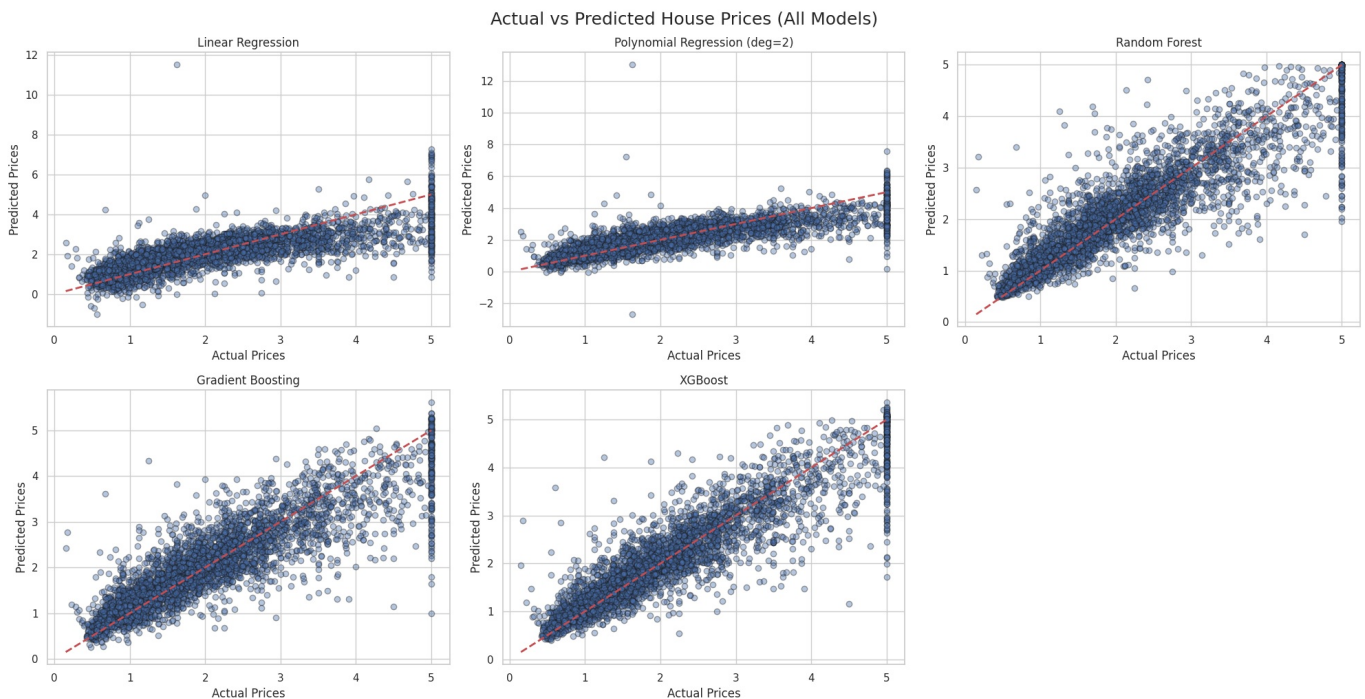 Actual vs Predicted House Prices (All Models)
Linear Regression
Predicted Prices
12
10
8
6
4
2
0
0 1 2 3 4 5
Actual Prices
Polynomial Regression (deg=2)
Predicted Prices
12
10
8
6
4
2
0
−2
0 1 2 3 4 5
Actual Prices
Random Forest
Predicted Prices
5
4
3
2
1
0
0 1 2 3 4 5
Actual Prices
Gradient Boosting
Predicted Prices
5
4
3
2
1
0
0 1 2 3 4 5
Actual Prices
XGBoost
Predicted Prices
5
4
3
2
1
0
0 1 2 3 4 5
Actual Prices